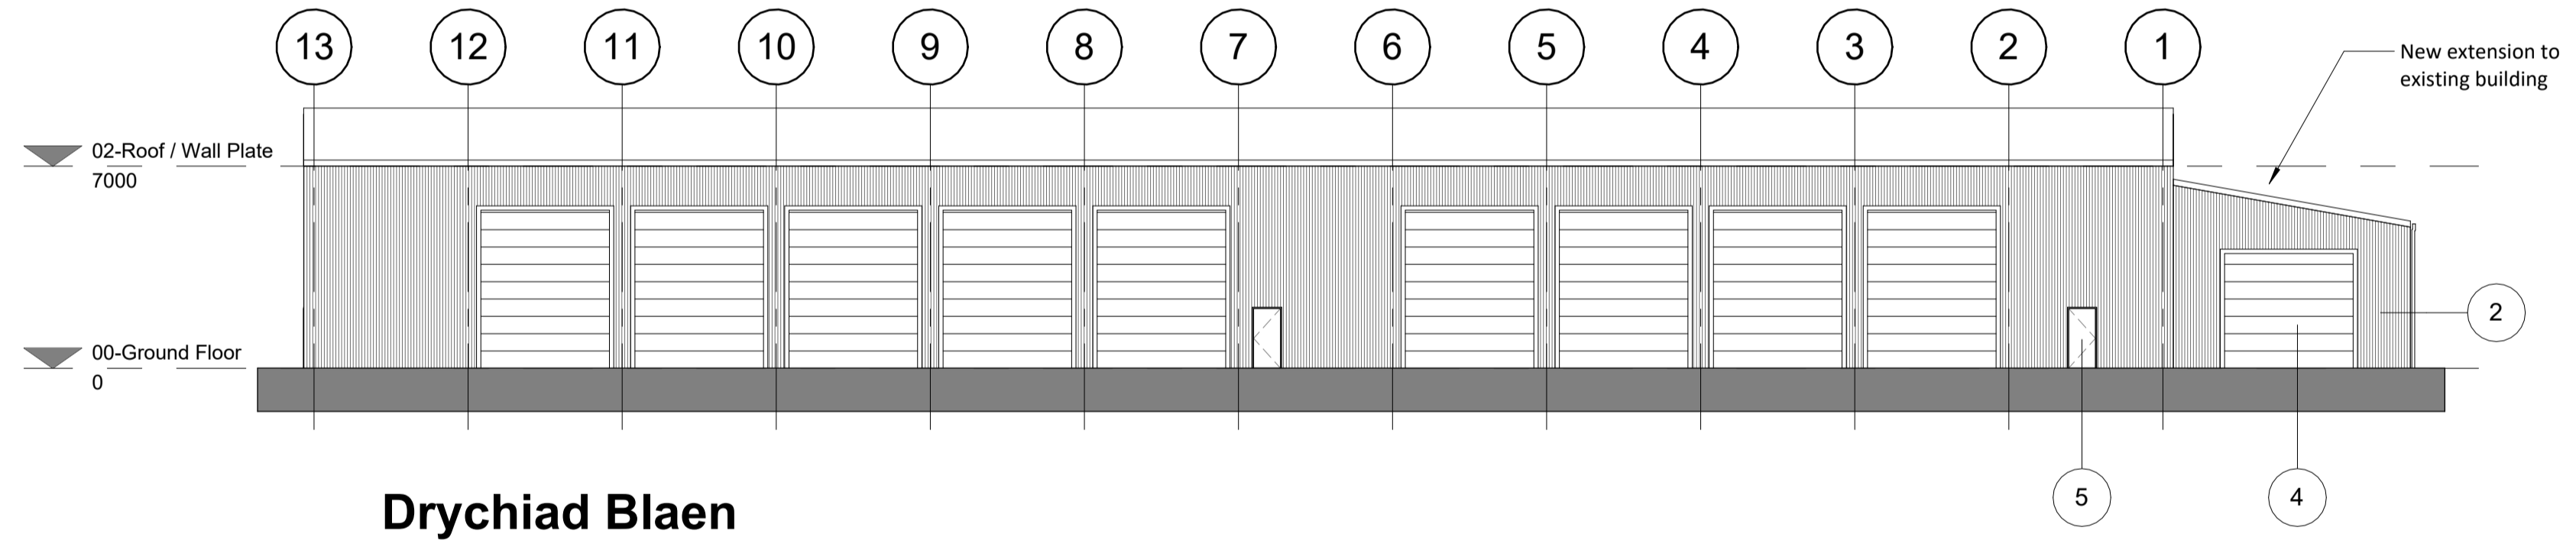 13 12 11 10 9 8 7 6 5 4 3 2 1
New extension to
existing building
02-Roof / Wall Plate
7000
2
00-Ground Floor
0
5 4
Drychiad Blaen